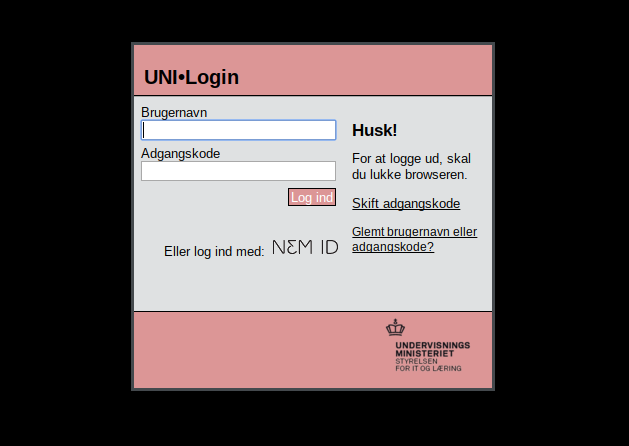 UNI•Login
Brugernavn
Adgangskode
Log ind
Eller log ind med: NEM ID
Husk!
For at logge ud, skal
du lukke browseren.
Skift adgangskode
Glemt brugernavn eller
adgangskode?
UNDERVISNINGS
MINISTERIET
STYRELSEN
FOR IT OG LÆRING